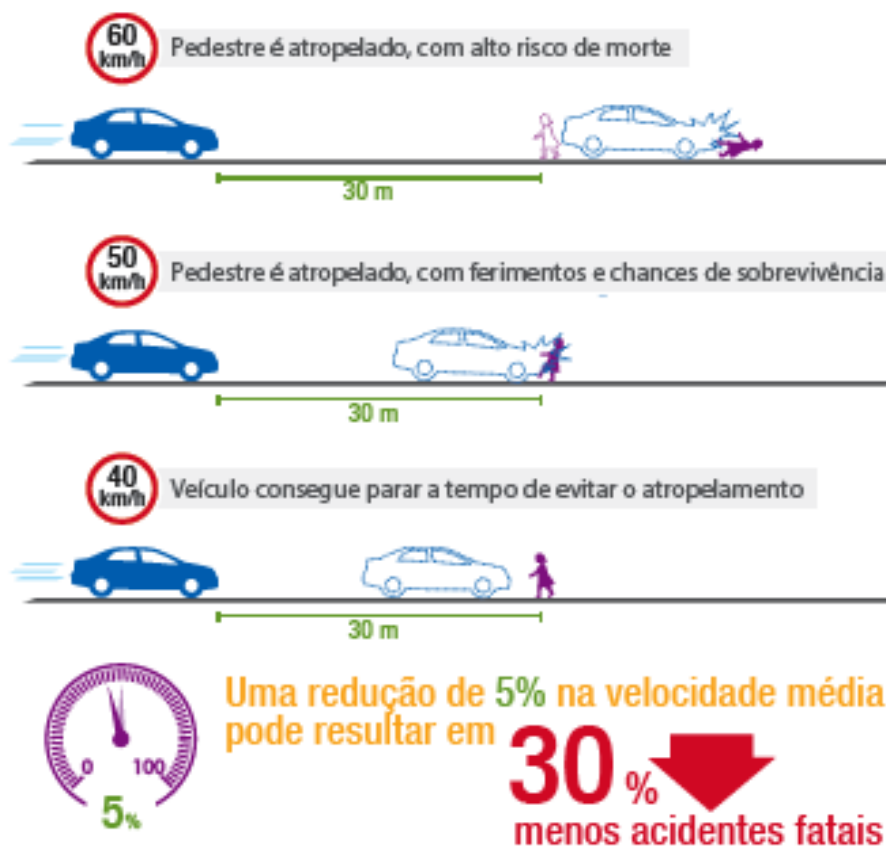 60
km/h
Pedestre é atropelado, com alto risco de morte
30 m
50
km/h
Pedestre é atropelado, com ferimentos e chances de sobrevivência
30 m
40
km/h
Veículo consegue parar a tempo de evitar o atropelamento
30 m
0 100
5%
Uma redução de 5% na velocidade média
pode resultar em
30 %
menos acidentes fatais